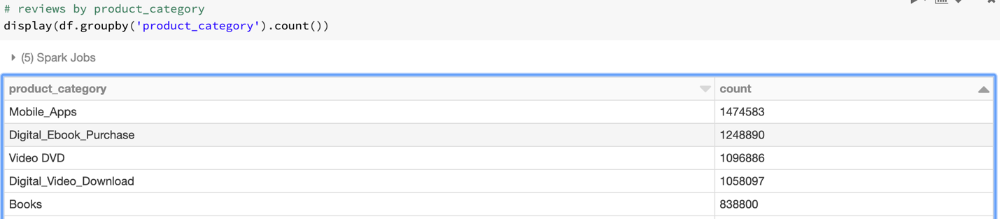 # reviews by product_category
display(df.groupby('product_category').count())
(5) Spark Jobs
product_category count
Mobile_Apps 1474583
Digital_Ebook_Purchase 1248890
Video DVD 1096886
Digital_Video_Download 1058097
Books 838800